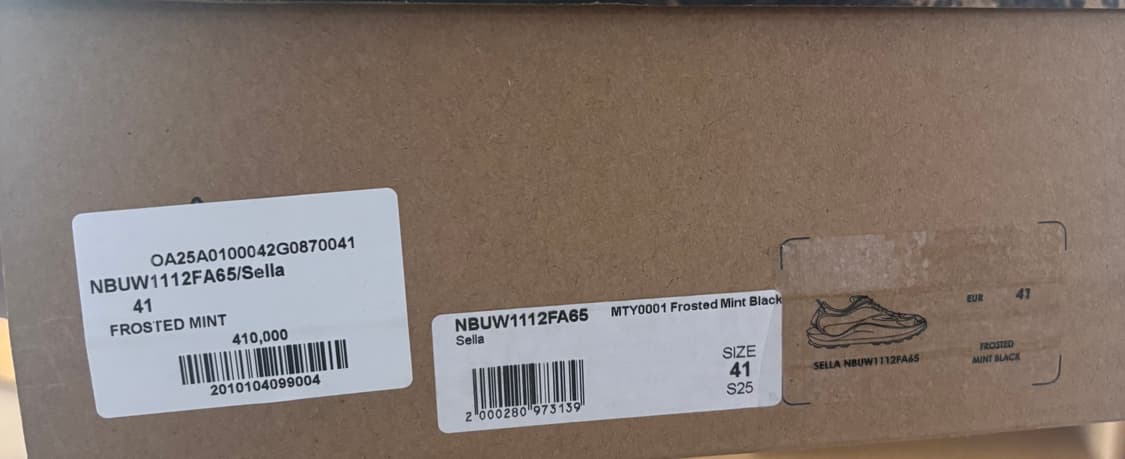 OA25A0100042G0870041
NBUW1112FA65/Sella
41
FROSTED MINT
410,000
2010104099004
NBUW1112FA65 MTY0001 Frosted Mint Black
Sella
SIZE
41
S25
2 000280 973139
EUR 41
SELLA NBUW1112FA65
FROSTED
MINT BLACK